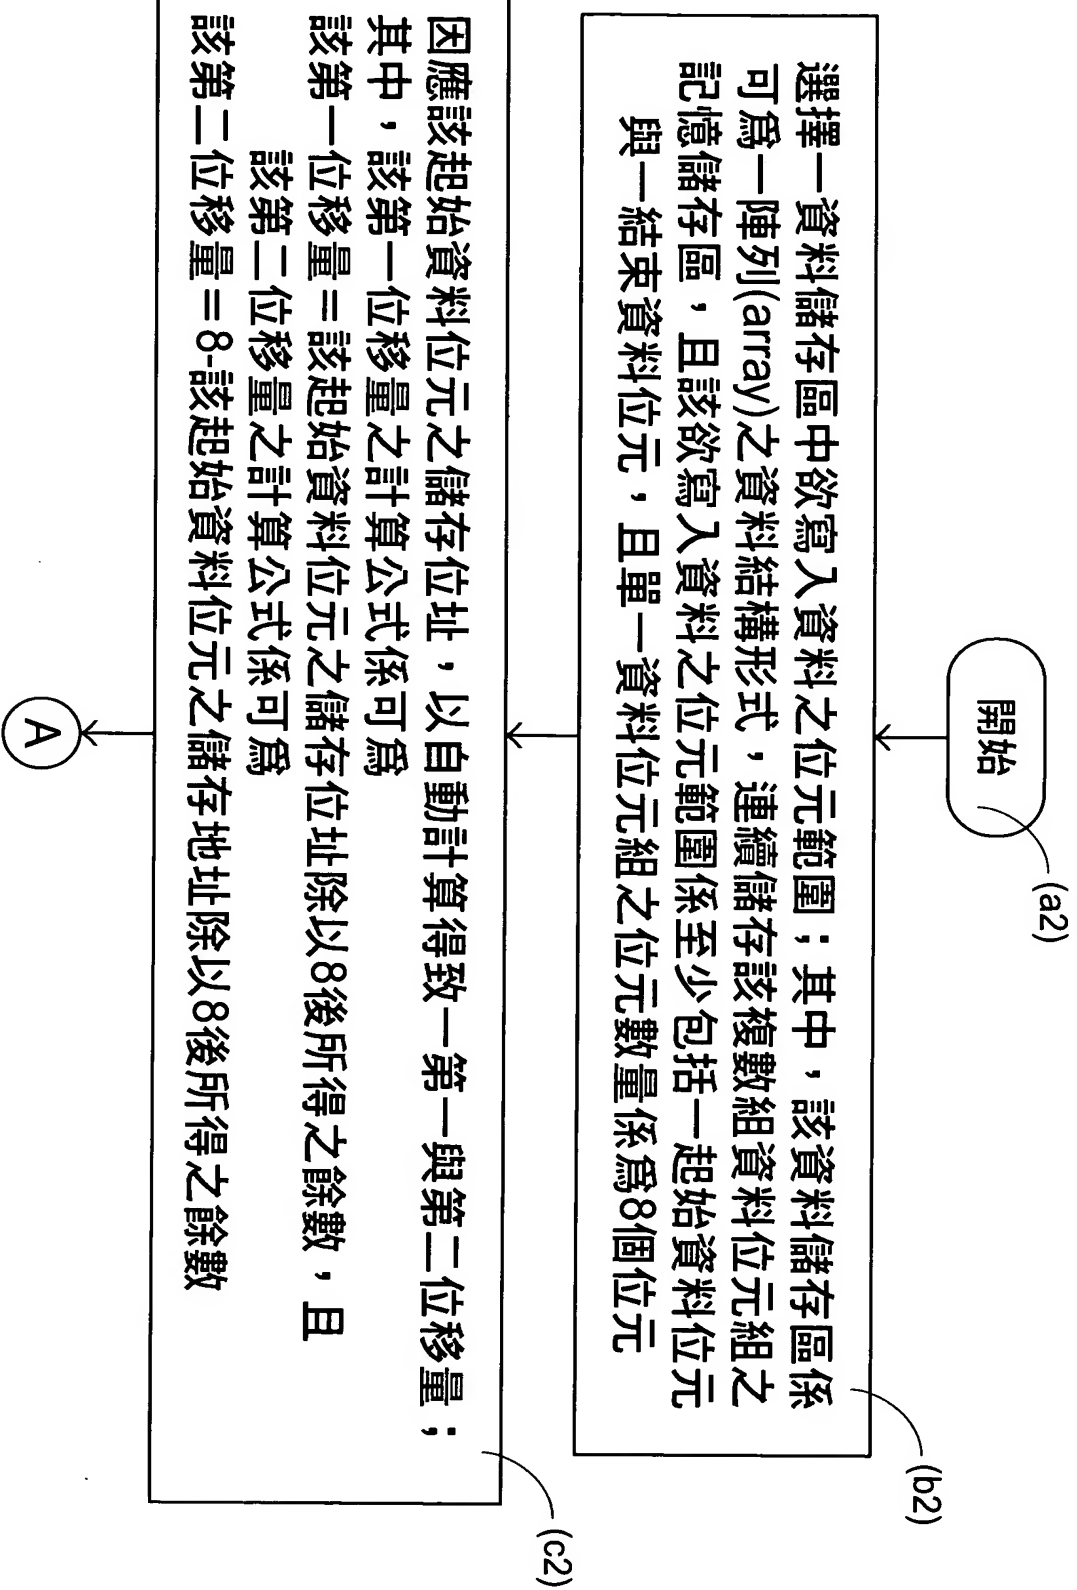 開始
(a2)
選擇一資料儲存區中欲寫入資料之位元範圍；其中，該資料儲存區係
可爲一陣列(array)之資料結構形式，連續儲存該複數組資料位元組之
記憶儲存區，且該欲寫入資料之位元範圍係至少包括一起始資料位元
與一結束資料位元，且單一資料位元組之位元數量係爲8個位元
(b2)
因應該起始資料位元之儲存位址，以自動計算得致一第一與第二位移量；
其中，該第一位移量之計算公式係可爲
該第一位移量＝該起始資料位元之儲存位址除以8後所得之餘數，且
該第二位移量之計算公式係可爲
該第二位移量＝8-該起始資料位元之儲存地址除以8後所得之餘數
(c2)
A